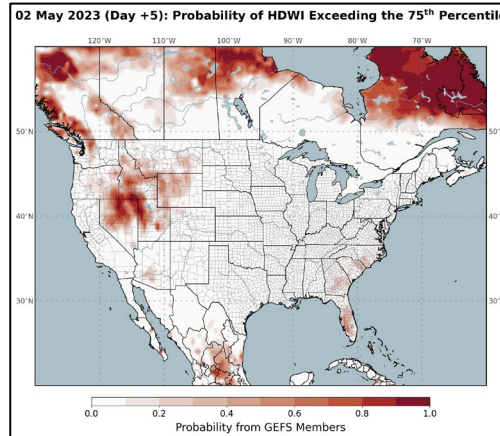 02 May 2023 (Day +5): Probability of HDWI Exceeding the 75th Percentile
120°W 110°W 100°W 90°W 80°W 70°W
50°N 50°N
40°N 40°N
30°N 30°N
0.0 0.2 0.4 0.6 0.8 1.0
Probability from GEFS Members